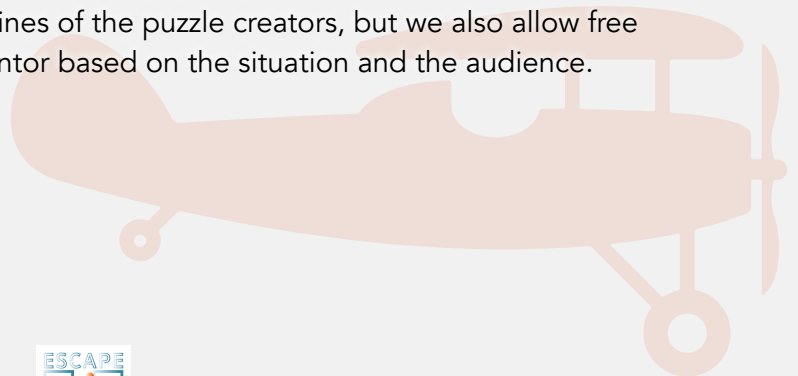 ines of the puzzle creators, but we also allow free
ntor based on the situation and the audience.
ESCAPE